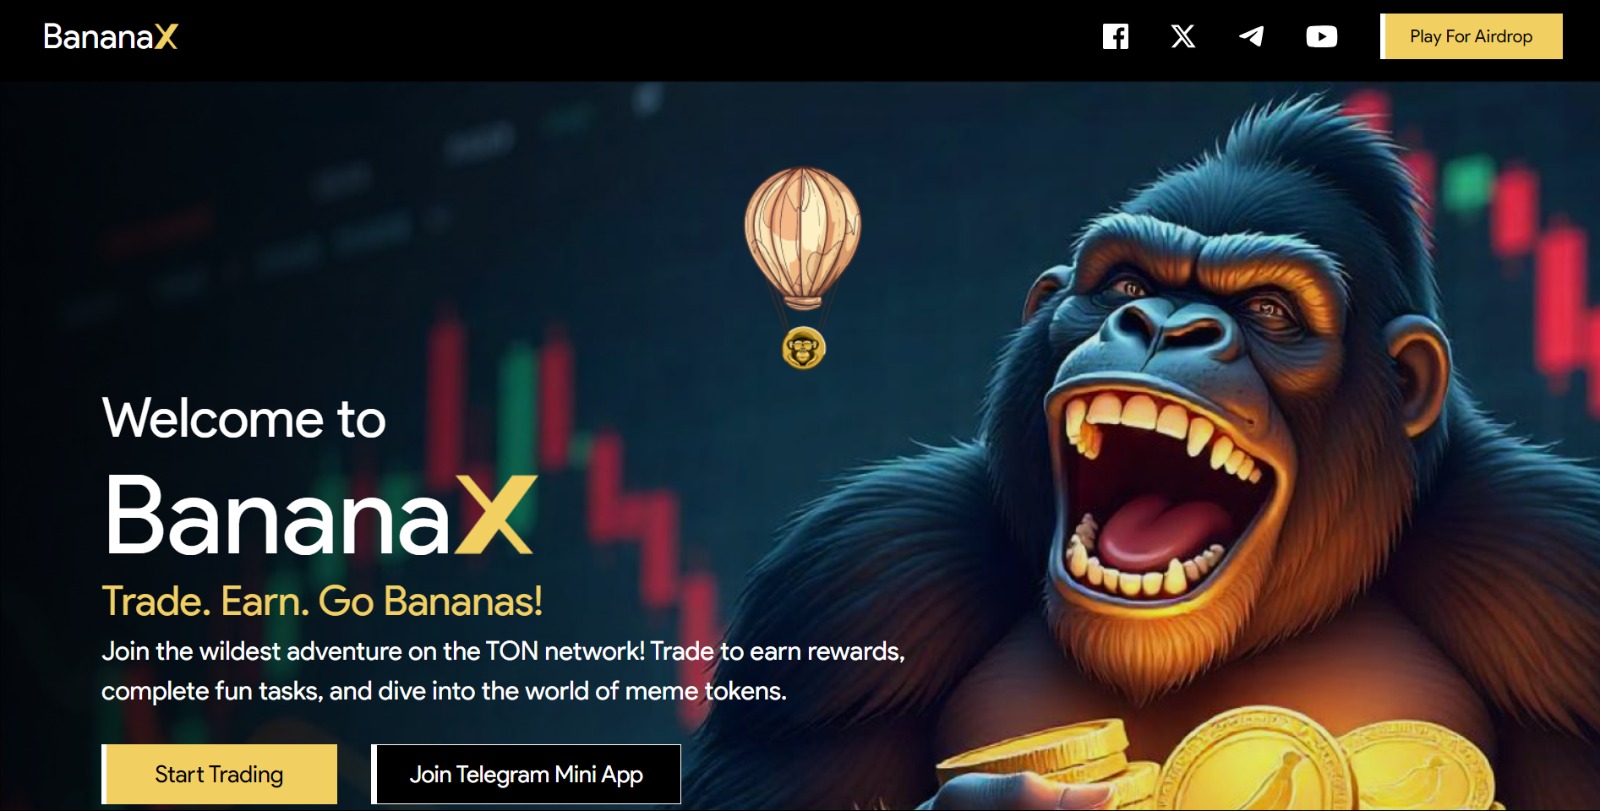 BananaX
Play For Airdrop
Welcome to
BananaX
Trade. Earn. Go Bananas!
Join the wildest adventure on the TON network! Trade to earn rewards,
complete fun tasks, and dive into the world of meme tokens.
Start Trading
Join Telegram Mini App